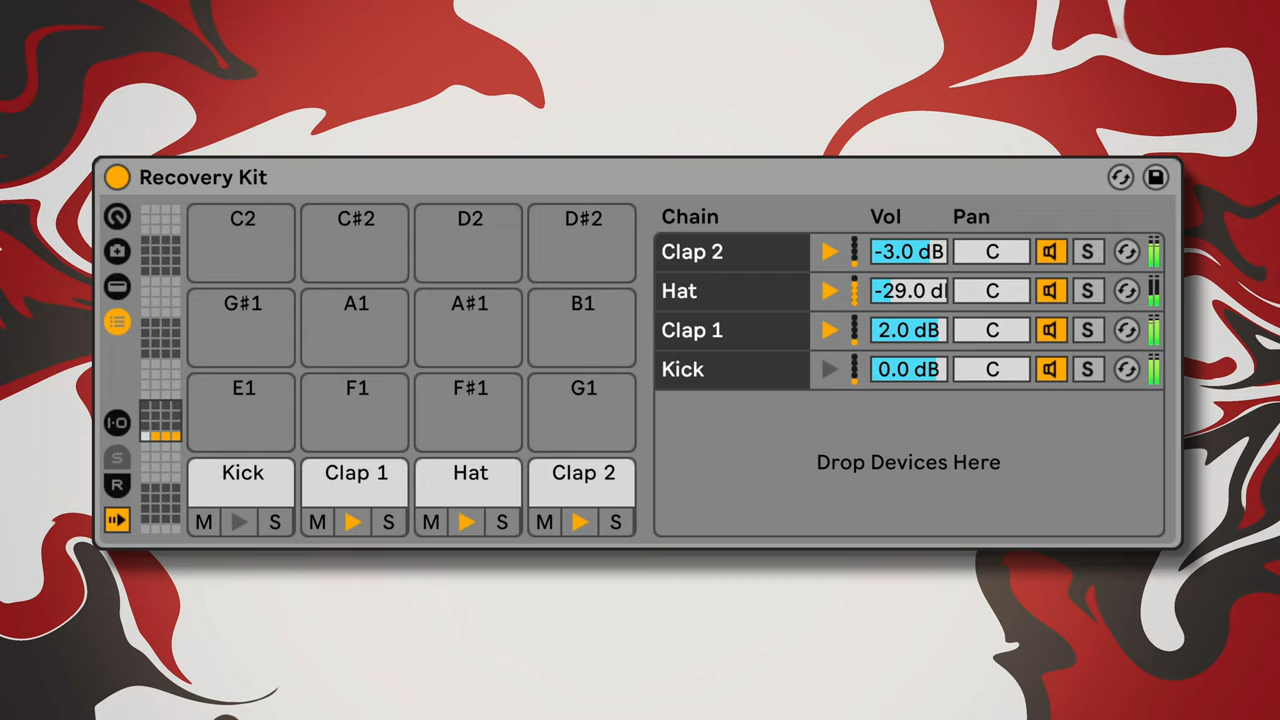 Recovery Kit
C2 C♯2 D2 D♯2
G♯1 A1 A♯1 B1
E1 F1 F♯1 G1
Kick Clap 1 Hat Clap 2
M S M S M S M S
I·O
S
R
Chain Vol Pan
Clap 2 -3.0 dB C S
Hat -29.0 d C S
Clap 1 2.0 dB C S
Kick 0.0 dB C S
Drop Devices Here